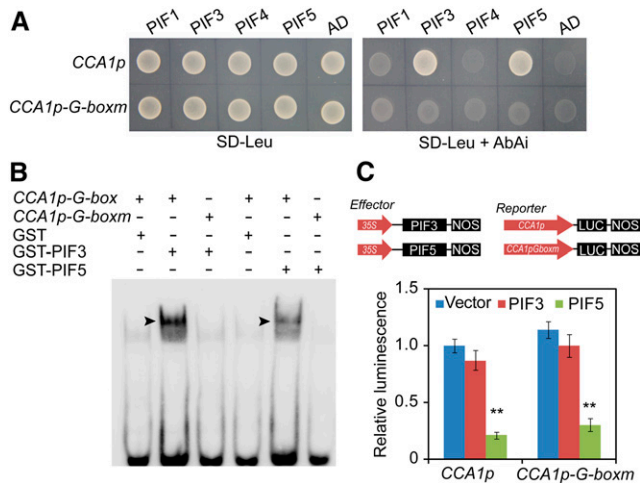 A
PIF1 PIF3 PIF4 PIF5 AD PIF1 PIF3 PIF4 PIF5 AD
CCA1p
CCA1p-G-boxm
SD-Leu SD-Leu + AbAi
B
CCA1p-G-box + + - + + -
CCA1p-G-boxm - - + - - +
GST + - - + - -
GST-PIF3 - + + - - -
GST-PIF5 - - - - + +
C
Effector Reporter
35S PIF3 NOS CCA1p LUC NOS
35S PIF5 NOS CCA1pGboxm LUC NOS
Relative luminescence
1.5
1.0
0.5
0
Vector PIF3 PIF5
** **
CCA1p CCA1p-G-boxm